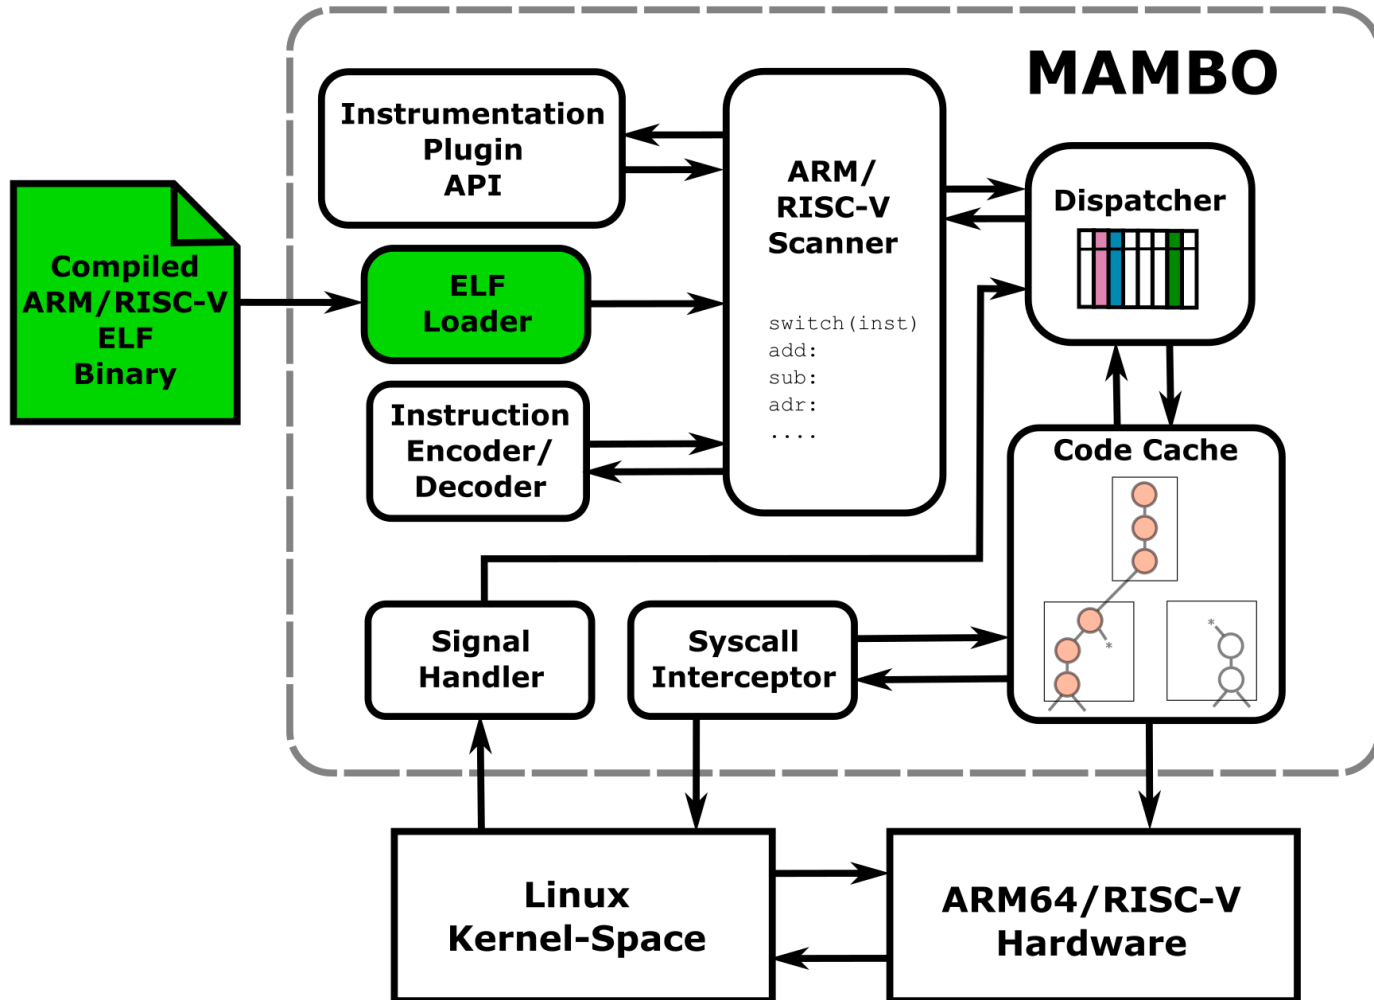 MAMBO
Instrumentation
Plugin
API
ARM/
RISC-V
Scanner
switch(inst)
add:
sub:
adr:
....
Dispatcher
Compiled
ARM/RISC-V
ELF
Binary
ELF
Loader
Instruction
Encoder/
Decoder
Code Cache
*
*
Signal
Handler
Syscall
Interceptor
Linux
Kernel-Space
ARM64/RISC-V
Hardware